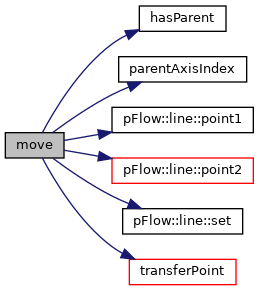 hasParent
parentAxisIndex
pFlow::line::point1
move
pFlow::line::point2
pFlow::line::set
transferPoint